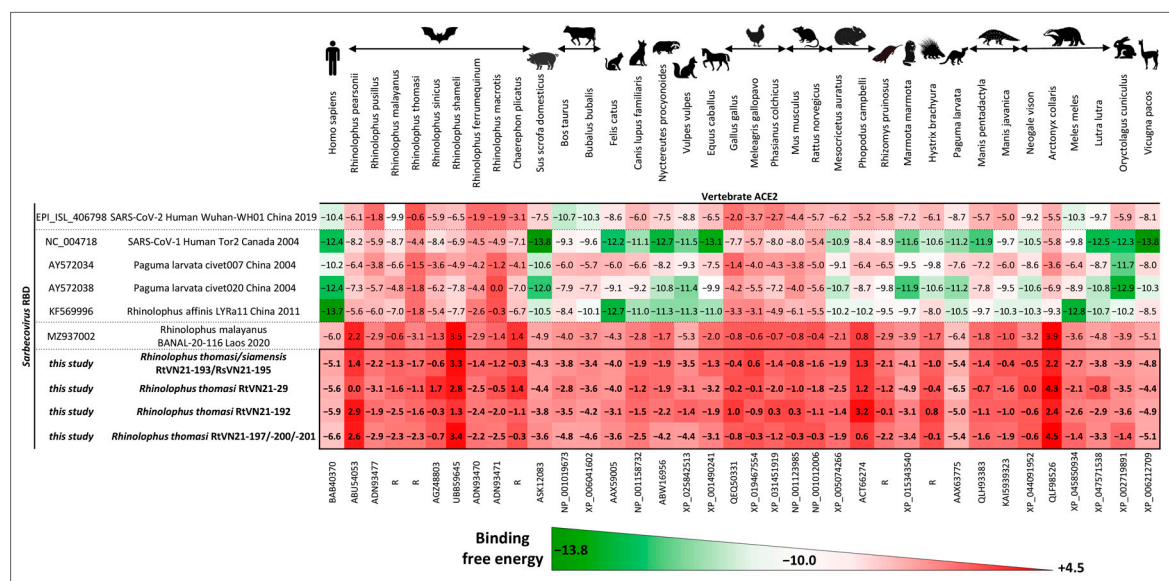 Homo sapiens
Rhinolophus pearsonii
Rhinolophus pusillus
Rhinolophus malayanus
Rhinolophus thomasi
Rhinolophus sinicus
Rhinolophus shameli
Rhinolophus ferrumequinum
Rhinolophus macrotis
Chaerephon plicatus
Sus scrofa domesticus
Bos taurus
Bubalus bubalis
Felis catus
Canis lupus familiaris
Nyctereutes procyonoides
Vulpes vulpes
Equus caballus
Gallus gallus
Meleagris gallopavo
Phasianus colchicus
Mus musculus
Rattus norvegicus
Mesocricetus auratus
Phopodus campbelli
Rhizomys pruinosus
Marmota marmota
Hystrix brachyura
Paguma larvata
Manis pentadactyla
Manis javanica
Neogale vison
Arctonyx collaris
Meles meles
Lutra lutra
Oryctolagus cuniculus
Vicugna pacos
Vertebrate ACE2
Sarbecovirus RBD
EPI_ISL_406798 SARS-CoV-2 Human Wuhan-WH01 China 2019 −10.4 −6.1 −1.8 −9.9 −0.6 −5.9 −6.5 −1.9 −1.9 −3.1 −7.5 −10.7 −10.3 −8.6 −6.0 −7.5 −8.8 −6.5 −2.0 −3.7 −2.7 −4.4 −5.7 −6.2 −5.2 −5.8 −7.2 −6.1 −8.7 −5.7 −5.0 −9.2 −5.5 −10.3 −9.7 −5.9 −8.1
NC_004718 SARS-CoV-1 Human Tor2 Canada 2004 −12.4 −8.2 −5.9 −8.7 −4.4 −8.4 −6.9 −4.5 −4.9 −7.1 −13.8 −9.3 −9.6 −12.2 −11.1 −12.7 −11.5 −13.1 −7.7 −5.7 −8.0 −8.0 −5.4 −10.9 −8.4 −8.9 −11.6 −10.6 −11.2 −11.9 −9.7 −10.5 −5.8 −9.8 −12.5 −12.3 −13.8
AY572034 Paguma larvata civet007 China 2004 −10.2 −6.4 −3.8 −6.6 −1.5 −3.6 −4.9 −4.2 −1.2 −4.1 −10.6 −6.0 −5.7 −6.0 −6.6 −8.2 −9.3 −7.5 −1.4 −4.0 −4.3 −3.8 −5.0 −9.1 −6.4 −6.5 −9.5 −9.8 −7.6 −7.2 −6.0 −8.6 −3.6 −6.4 −8.7 −11.7 −8.0
AY572038 Paguma larvata civet020 China 2004 −12.4 −7.3 −5.7 −4.8 −1.8 −6.2 −7.8 −4.4 0.0 −7.0 −12.0 −7.9 −7.1 −9.1 −9.2 −10.8 −11.4 −9.9 −4.2 −5.5 −5.7 −4.8 −7.4 −10.7 −8.7 −9.8 −11.9 −10.6 −11.2 −7.9 −7.4 −10.6 −6.9 −8.9 −10.8 −12.9 −10.3
KF569996 Rhinolophus affinis LYRa11 China 2011 −13.7 −5.6 −6.0 −7.0 −1.8 −5.4 −7.7 −2.6 −0.3 −6.7 −10.5 −8.4 −10.1 −12.7 −10.5 −11.3 −11.3 −11.0 −3.3 −3.1 −4.9 −6.5 −6.1 −10.2 −10.2 −9.5 −10.7 −9.5 −10.0 −4.1 −10.3 −10.3 −9.3 −12.8 −9.7 −10.2 −8.5
MZ937002 Rhinolophus malayanus
BANAL-20-116 Laos 2020 −6.0 2.2 −2.9 −0.6 −3.1 −1.8 3.5 −2.9 −1.4 1.4 −4.9 −4.0 −3.7 −4.3 −2.8 −1.7 −5.3 −2.0 −1.3 −0.8 −3.0 −1.8 −3.4 −2.1 0.8 −2.9 −3.7 −1.6 −6.4 −1.8 −1.0 −3.4 3.9 −3.6 −4.8 −3.9 −5.1
this study Rhinolophus thomasi/siamensis
RtVN21-193/RsVN21-195 −5.1 1.4 −2.2 −1.3 −1.7 −0.6 3.3 −1.4 −1.2 −0.3 −4.3 −3.8 −3.4 −4.0 −1.9 −1.9 −3.5 −1.3 −0.4 0.6 −1.4 −0.8 −1.6 −1.9 1.3 −2.1 −4.1 −1.0 −5.4 −1.9 −1.0 −1.8 2.2 −2.7 −3.8 −3.9 −4.8
this study Rhinolophus thomasi RtVN21-29 −5.6 0.0 −3.1 −1.6 −1.1 1.7 2.8 −2.5 −0.5 1.4 −4.4 −2.8 −2.6 −3.1 −1.2 −2.9 −1.9 −3.2 −0.2 −0.1 −2.0 −1.0 −1.8 −2.5 1.2 −1.2 −4.9 −0.4 −6.5 −0.7 −1.6 0.0 4.3 −2.1 −0.8 −3.5 −4.4
this study Rhinolophus thomasi RtVN21-192 −5.9 2.9 −1.9 −2.5 −1.6 −0.3 1.3 −2.4 −2.0 −1.1 −3.8 −3.5 −4.2 −3.1 −1.5 −2.2 −1.4 −1.9 1.0 −0.9 0.3 0.3 −1.1 −1.4 3.2 −0.1 −3.1 0.8 −5.0 −1.1 −1.0 −0.6 2.4 −2.6 −2.9 −3.6 −4.9
this study Rhinolophus thomasi RtVN21-197/-200/-201 −6.6 2.6 −2.9 −2.3 −2.3 −0.7 3.4 −2.2 −2.5 −0.3 −3.6 −4.8 −4.6 −3.6 −2.5 −4.2 −2.2 −3.1 −0.8 −0.3 −1.2 −0.3 −0.3 −1.9 0.6 −2.2 −3.4 −0.1 −5.4 −1.6 −1.9 −0.6 4.5 −1.4 −3.3 −1.4 −5.1
BAB40370
ABU54053
ADN93477
R
R
AGZ48803
UBB59645
ADN93470
ADN93471
R
ASK12083
NP_001019673
XP_006041602
AAX59005
NP_001158732
ABW16956
XP_025842513
XP_001490241
QEQ50331
XP_019467554
XP_031451919
NP_001123985
NP_001012006
XP_005074266
ACT66274
R
XP_015343540
R
AAX63775
QLH93383
KAI5939323
XP_044091952
QLF98526
XP_045850934
XP_047571538
XP_002719891
XP_006212709
Binding
free energy
−13.8
−10.0
+4.5